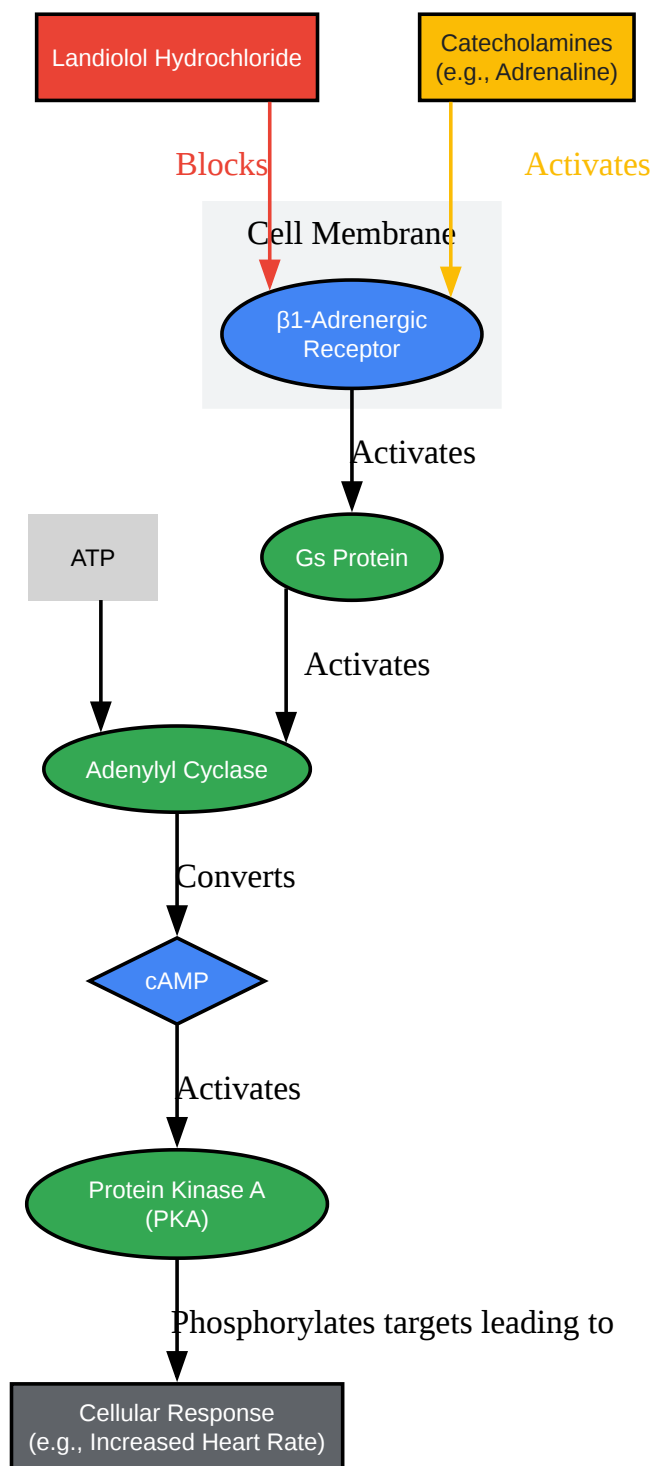 Landiolol Hydrochloride
Catecholamines
(e.g., Adrenaline)
Blocks
Activates
Cell Membrane
β1-Adrenergic
Receptor
Activates
ATP
Gs Protein
Activates
Adenylyl Cyclase
Converts
cAMP
Activates
Protein Kinase A
(PKA)
Phosphorylates targets leading to
Cellular Response
(e.g., Increased Heart Rate)